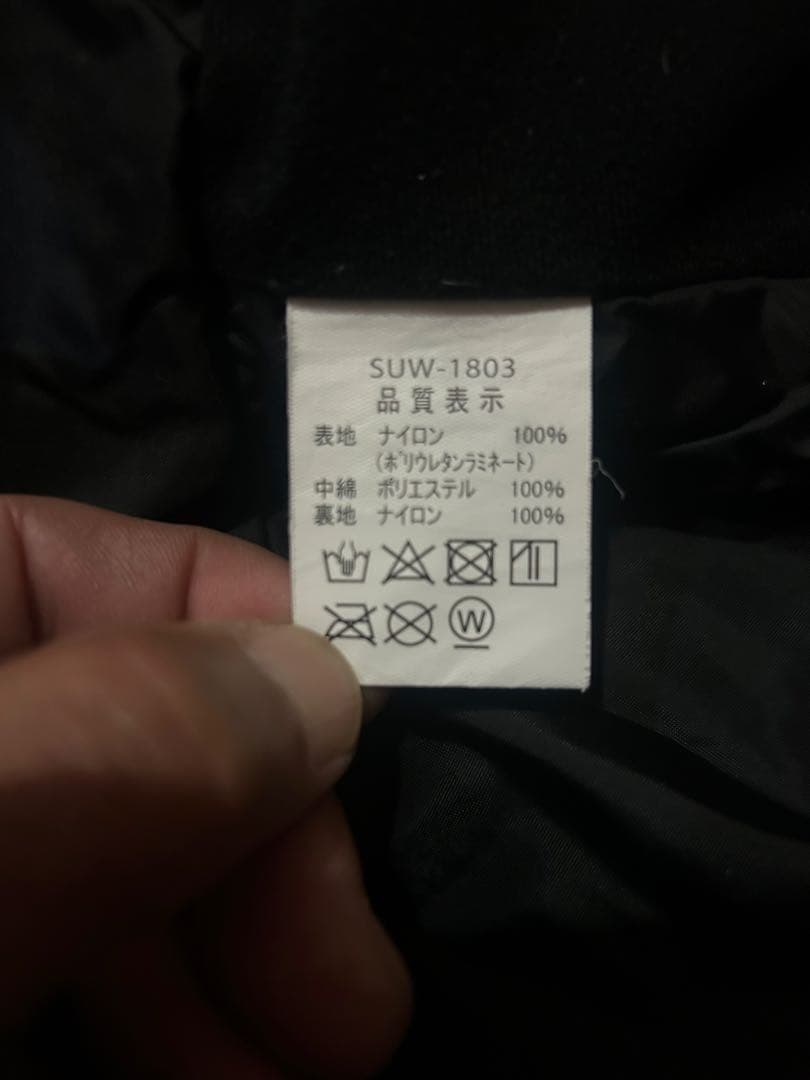 SUW-1803
品質表示
表地 ナイロン 100%
(ポリウレタンラミネート)
中綿 ポリエステル 100%
裏地 ナイロン 100%
W